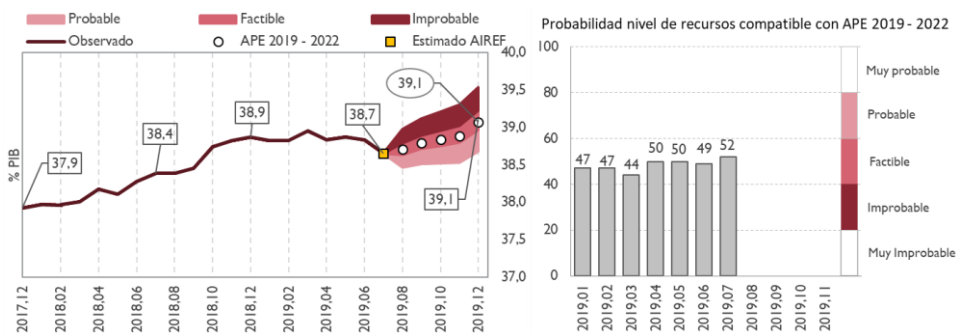 Probable Factible Improbable
Observado APE 2019 - 2022 Estimado AIREF
% PIB
40,0
39,5
39,0
38,5
38,0
37,5
37,0
37,9
38,4
38,9
38,7
39,1
39,1
2017,12 2018,02 2018,04 2018,06 2018,08 2018,10 2018,12 2019,02 2019,04 2019,06 2019,08 2019,10 2019,12
Probabilidad nivel de recursos compatible con APE 2019 - 2022
100
80
60
40
20
0
47 47 44 50 50 49 52
2019,01 2019,02 2019,03 2019,04 2019,05 2019,06 2019,07 2019,08 2019,09 2019,10 2019,11
Muy probable
Probable
Factible
Improbable
Muy Improbable